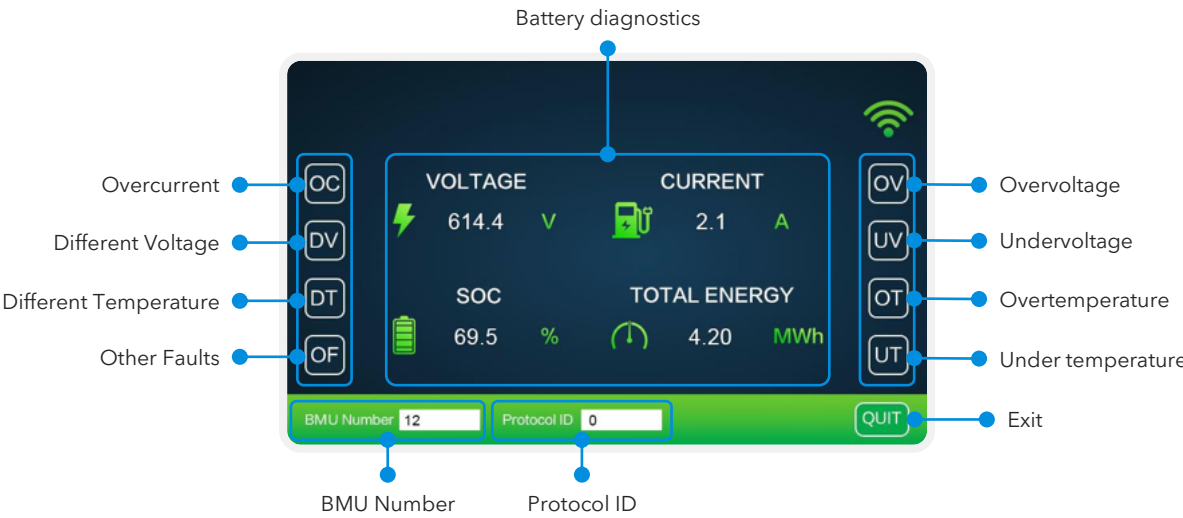 Battery diagnostics
OC
VOLTAGE
CURRENT
OV
Overcurrent
Overvoltage
614.4 V
2.1 A
Different Voltage
DV
UV
Undervoltage
Different Temperature
DT
SOC
TOTAL ENERGY
OT
Overtemperature
69.5 %
4.20 MWh
Other Faults
OF
UT
Under temperature
BMU Number 12
Protocol ID 0
QUIT
Exit
BMU Number
Protocol ID